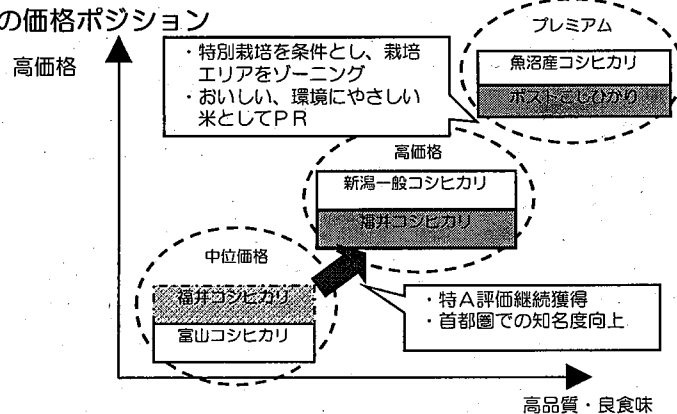 の価格ポジション
高価格
プレミアム
魚沼産コシヒカリ
ポストこしひかり
・特別栽培を条件とし、栽培
エリアをゾーニング
・おいしい、環境にやさしい
米としてPR
高価格
新潟一般コシヒカリ
福井コシヒカリ
中位価格
福井コシヒカリ
富山コシヒカリ
・特A評価継続獲得
・首都圏での知名度向上
高品質・良食味